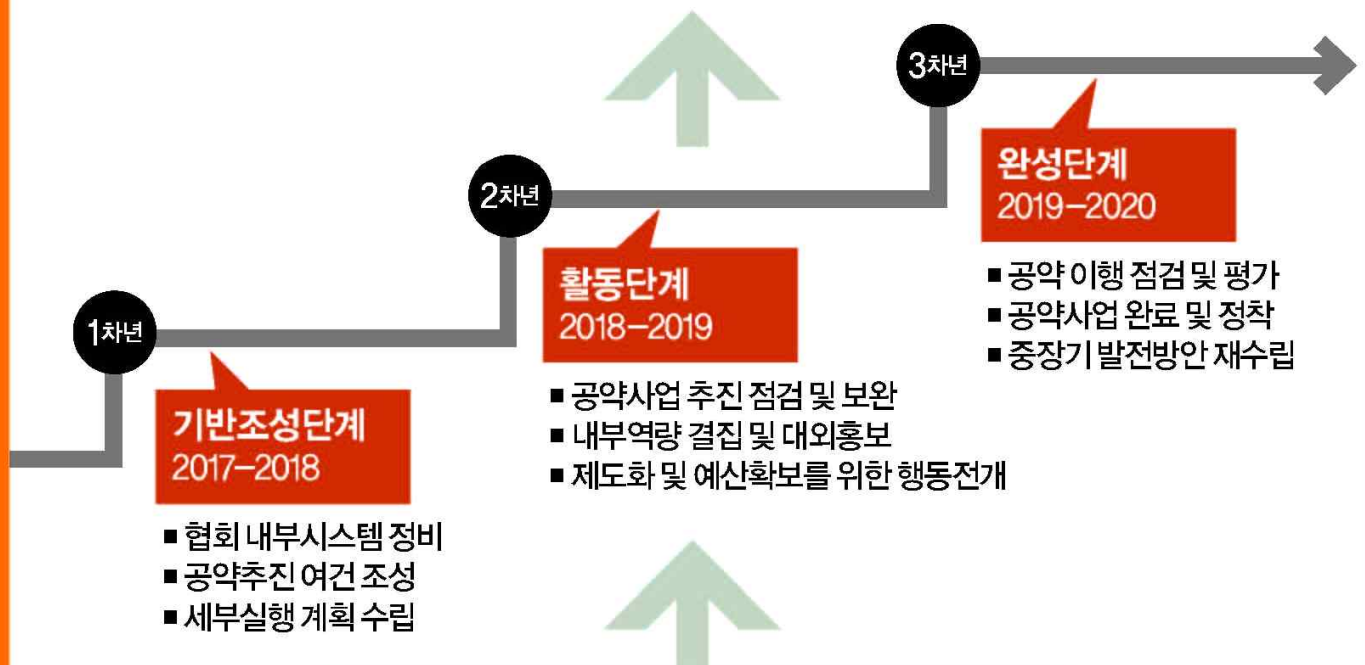 1차년
기반조성단계
2017-2018
■ 협회 내부시스템 정비
■ 공약추진 여건 조성
■ 세부실행 계획 수립
2차년
활동단계
2018-2019
■ 공약사업 추진 점검 및 보완
■ 내부역량 결집 및 대외홍보
■ 제도화 및 예산확보를 위한 행동전개
3차년
완성단계
2019-2020
■ 공약 이행 점검 및 평가
■ 공약사업 완료 및 정착
■ 중장기 발전방안 재수립